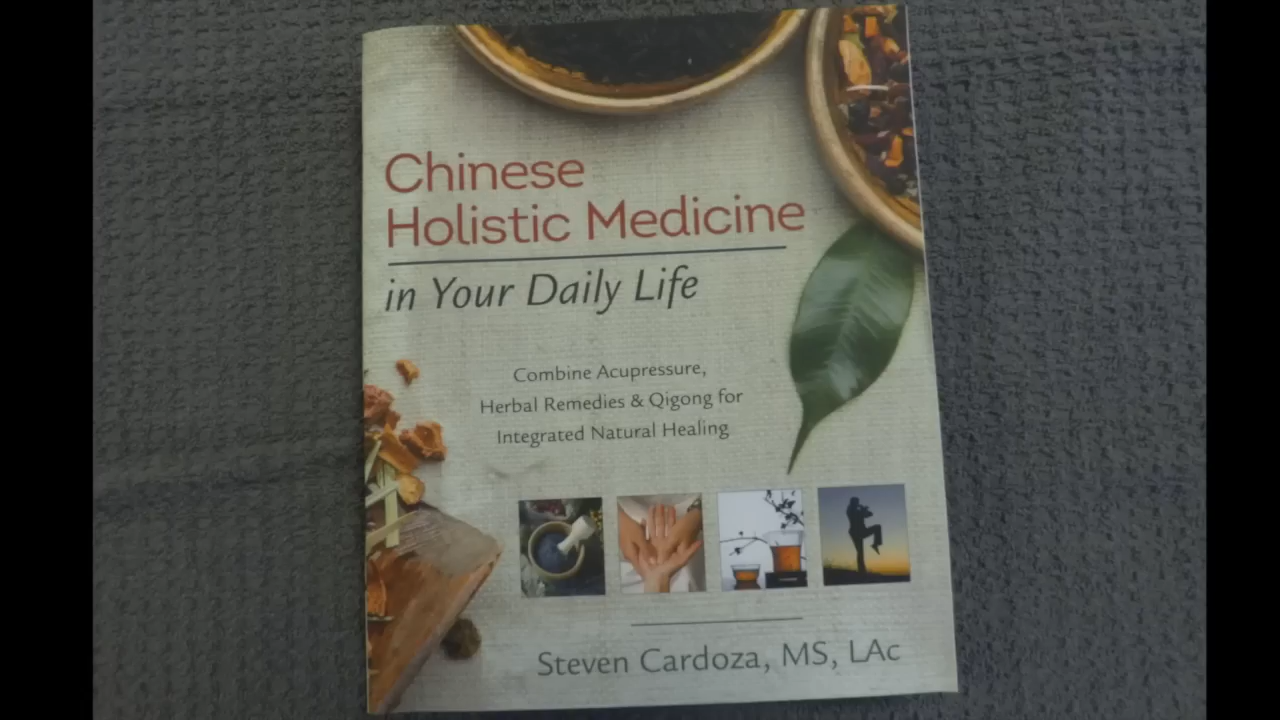 Chinese
Holistic Medicine
in Your Daily Life
Combine Acupressure,
Herbal Remedies & Qigong for
Integrated Natural Healing
Steven Cardoza, MS, LAc